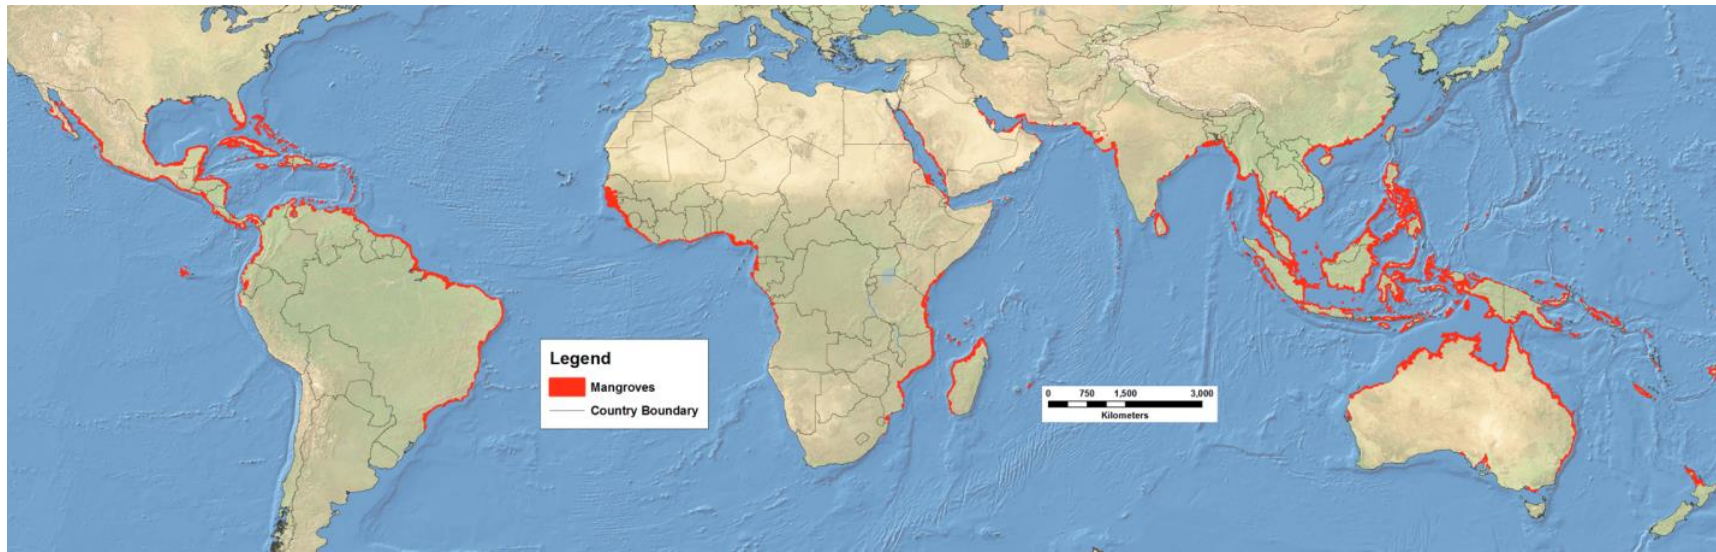 Legend
Mangroves
Country Boundary
0 750 1,500 3,000
Kilometers